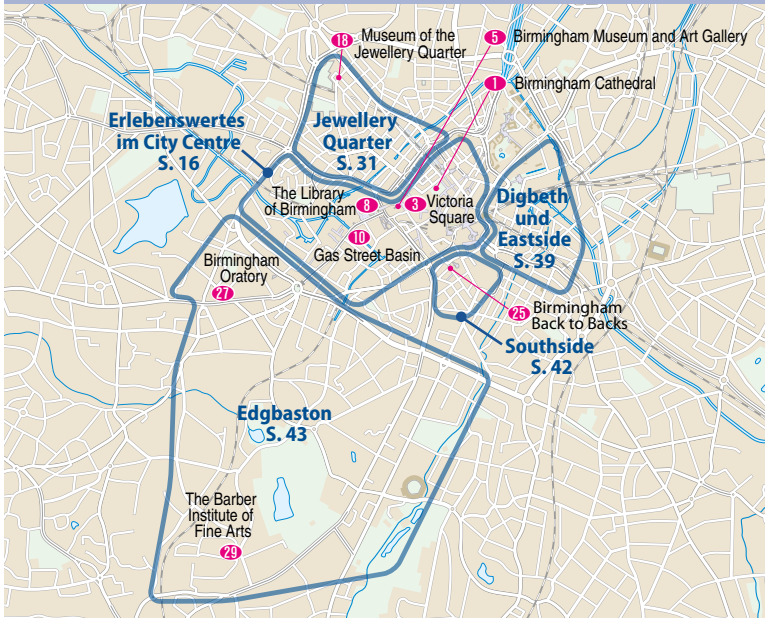 18 Museum of the
Jewellery Quarter
5 Birmingham Museum and Art Gallery
1 Birmingham Cathedral
Erlebenswertes
im City Centre
S. 16
Jewellery
Quarter
S. 31
The Library
of Birmingham 8
3 Victoria
Square
10
Gas Street Basin
Digbeth
und
Eastside
S. 39
Birmingham
Oratory
27
25 Birmingham
Back to Backs
Southside
S. 42
Edgbaston
S. 43
The Barber
Institute of
Fine Arts
29